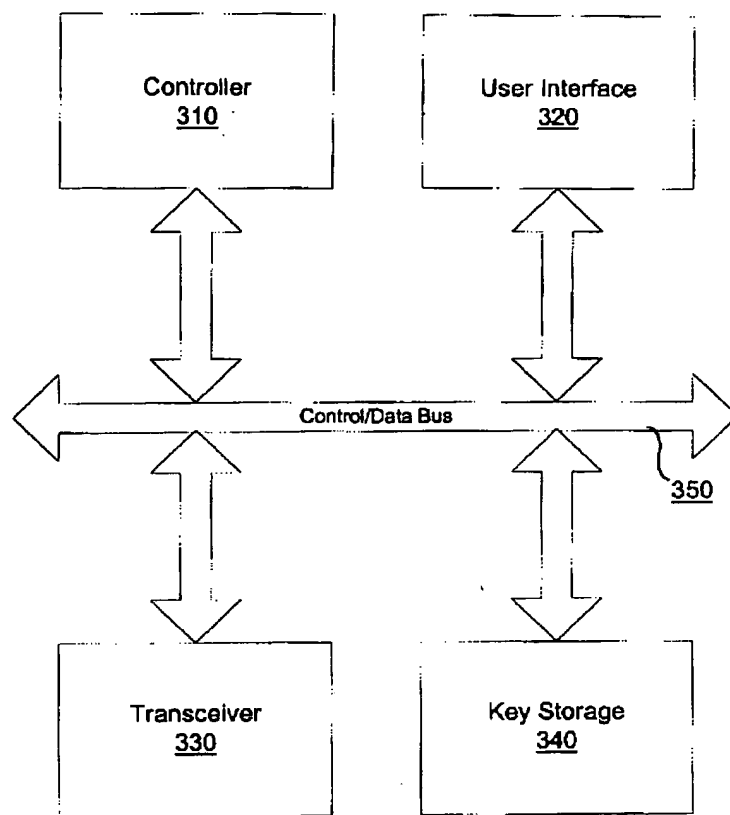 Controller
310
User Interface
320
Control/Data Bus
350
Transceiver
330
Key Storage
340